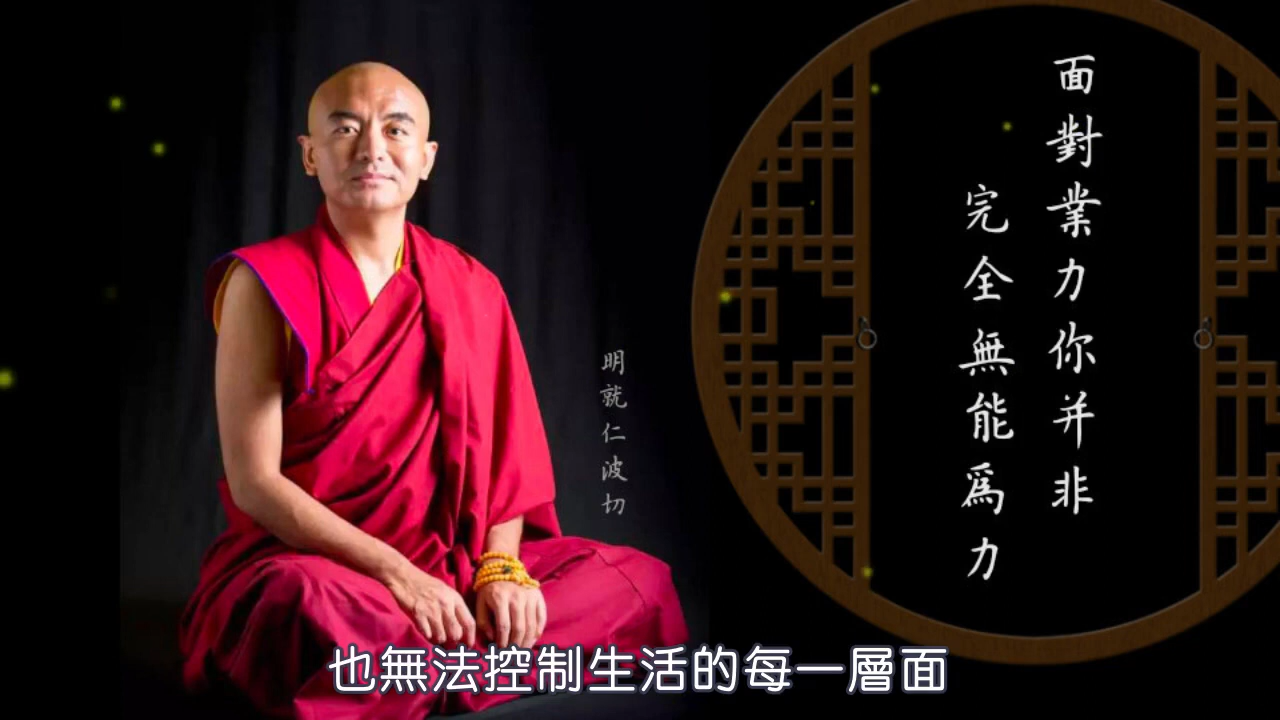 面對業力你并非
完全無能爲力
明就仁波切
也無法控制生活的每一層面